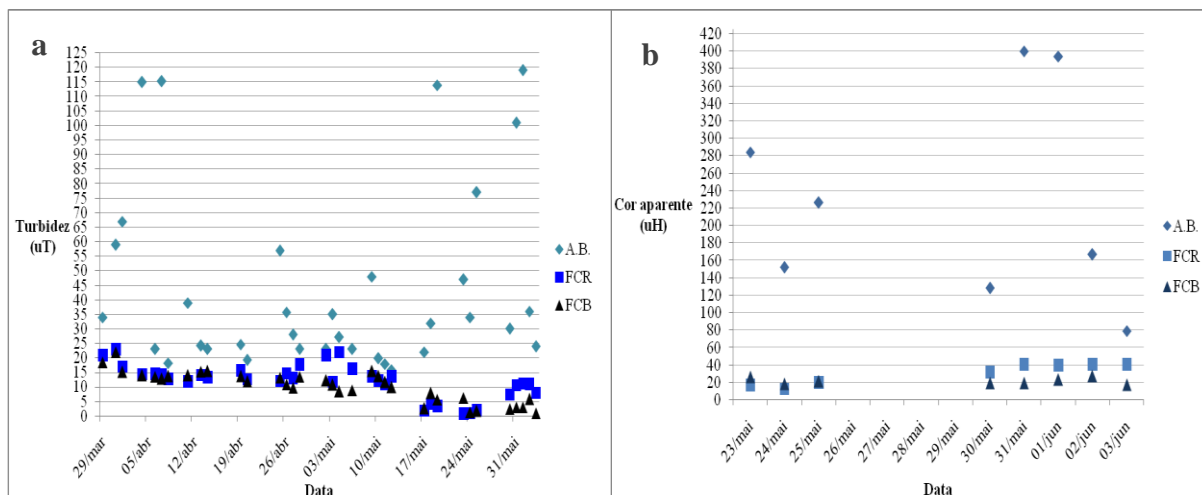 a
125
120
115
110
105
100
95
90
85
80
75
70
65
60
55
50
45
40
35
30
25
20
15
10
5
0
Turbidez
(uT)
29/mar
05/abr
12/abr
19/abr
26/abr
03/mai
10/mai
17/mai
24/mai
31/mai
Data
A.B.
FCR
FCB
b
420
400
380
360
340
320
300
280
260
240
220
200
180
160
140
120
100
80
60
40
20
0
Cor aparente
(uH)
23/mai
24/mai
25/mai
26/mai
27/mai
28/mai
29/mai
30/mai
31/mai
01/jun
02/jun
03/jun
Data
A.B.
FCR
FCB